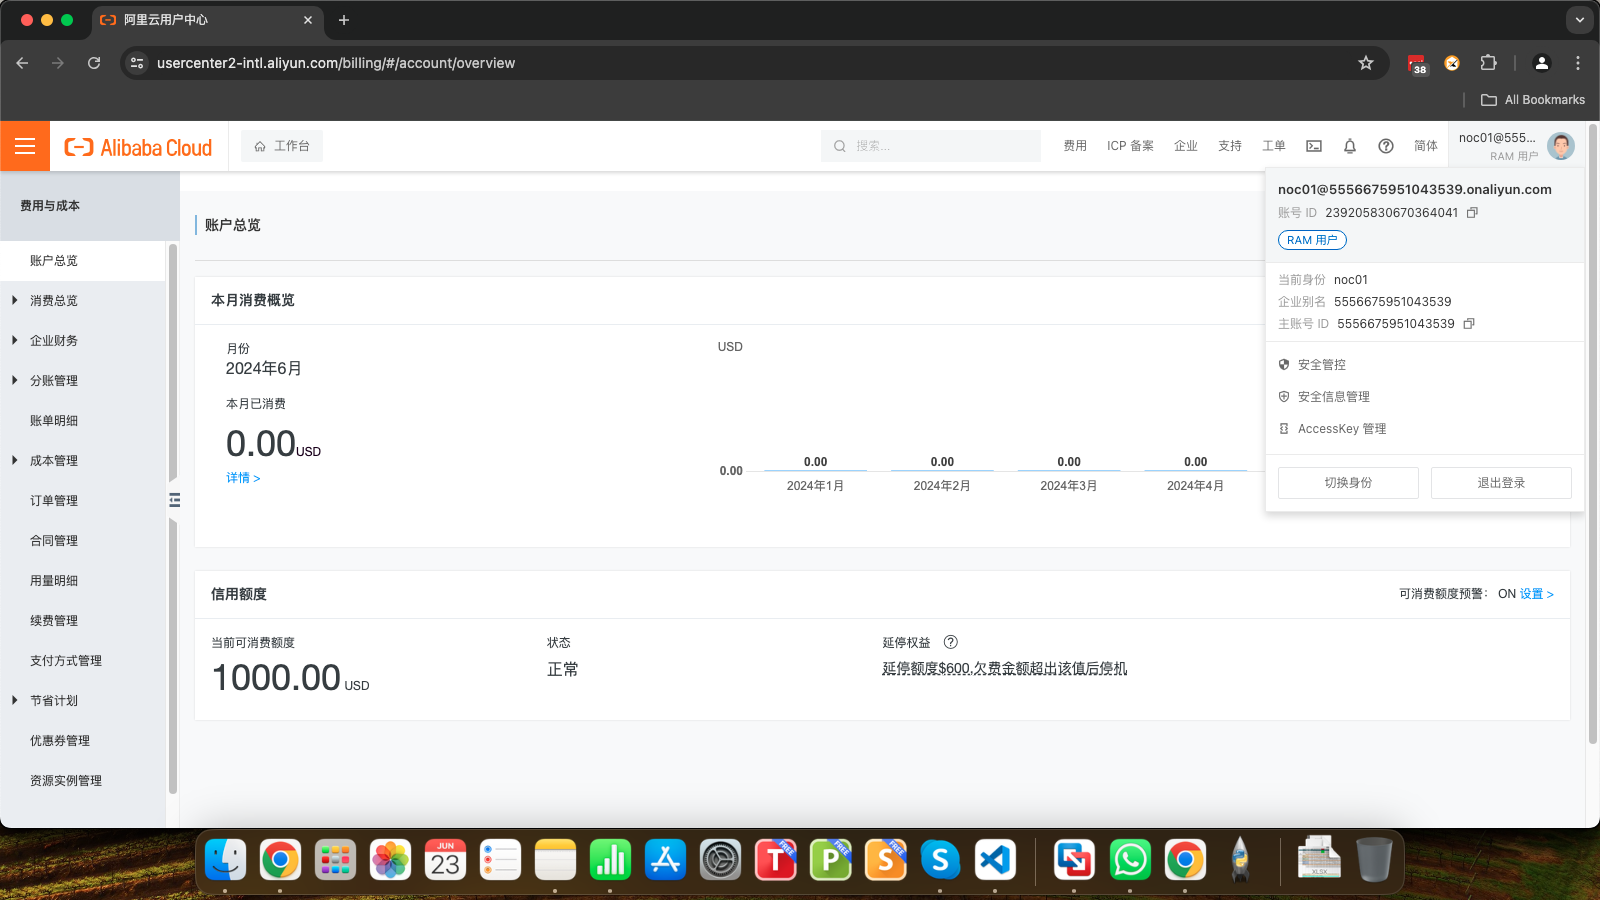 阿里云用户中心
usercenter2-intl.aliyun.com/billing/#/account/overview
38
All Bookmarks
Alibaba Cloud
工作台
搜索...
费用
ICP 备案
企业
支持
工单
简体
noc01@555...
RAM 用户
noc01@5556675951043539.onaliyun.com
账号 ID 239205830670364041
RAM 用户
当前身份 noc01
企业别名 5556675951043539
主账号 ID 5556675951043539
安全管控
安全信息管理
AccessKey 管理
切换身份
退出登录
费用与成本
账户总览
消费总览
企业财务
分账管理
账单明细
成本管理
订单管理
合同管理
用量明细
续费管理
支付方式管理
节省计划
优惠券管理
资源实例管理
账户总览
本月消费概览
月份
2024年6月
本月已消费
0.00USD
详情 >
USD
0.00
0.00 0.00 0.00 0.00
2024年1月 2024年2月 2024年3月 2024年4月
信用额度
可消费额度预警： ON 设置 >
当前可消费额度
1000.00 USD
状态
正常
延停权益
延停额度$600,欠费金额超出该值后停机
JUN
23
T FREE
P FREE
S FREE
XLSX